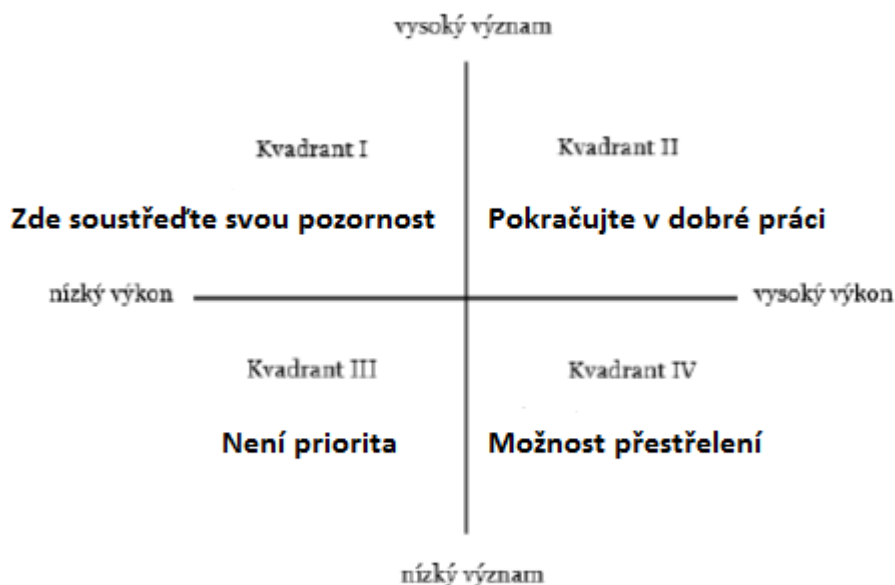 vysoký význam
Kvadrant I
Kvadrant II
Zde soustřeďte svou pozornost
Pokračujte v dobré práci
nízký výkon
vysoký výkon
Kvadrant III
Kvadrant IV
Není priorita
Možnost přestřelení
nízký význam